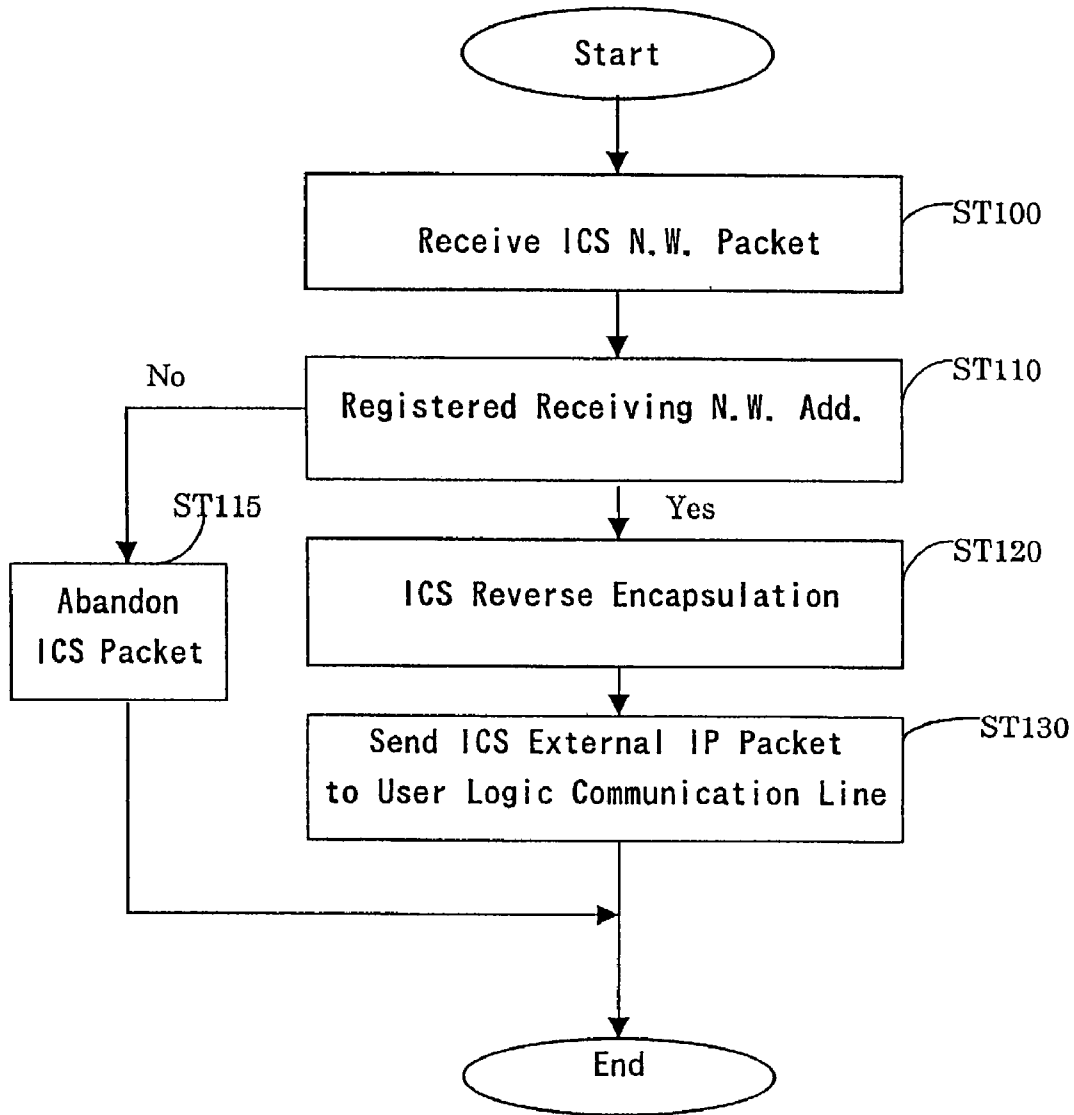 Start
Receive ICS N.W. Packet
ST100
Registered Receiving N.W. Add.
ST110
No
Yes
ST115
Abandon
ICS Packet
ICS Reverse Encapsulation
ST120
Send ICS External IP Packet
to User Logic Communication Line
ST130
End